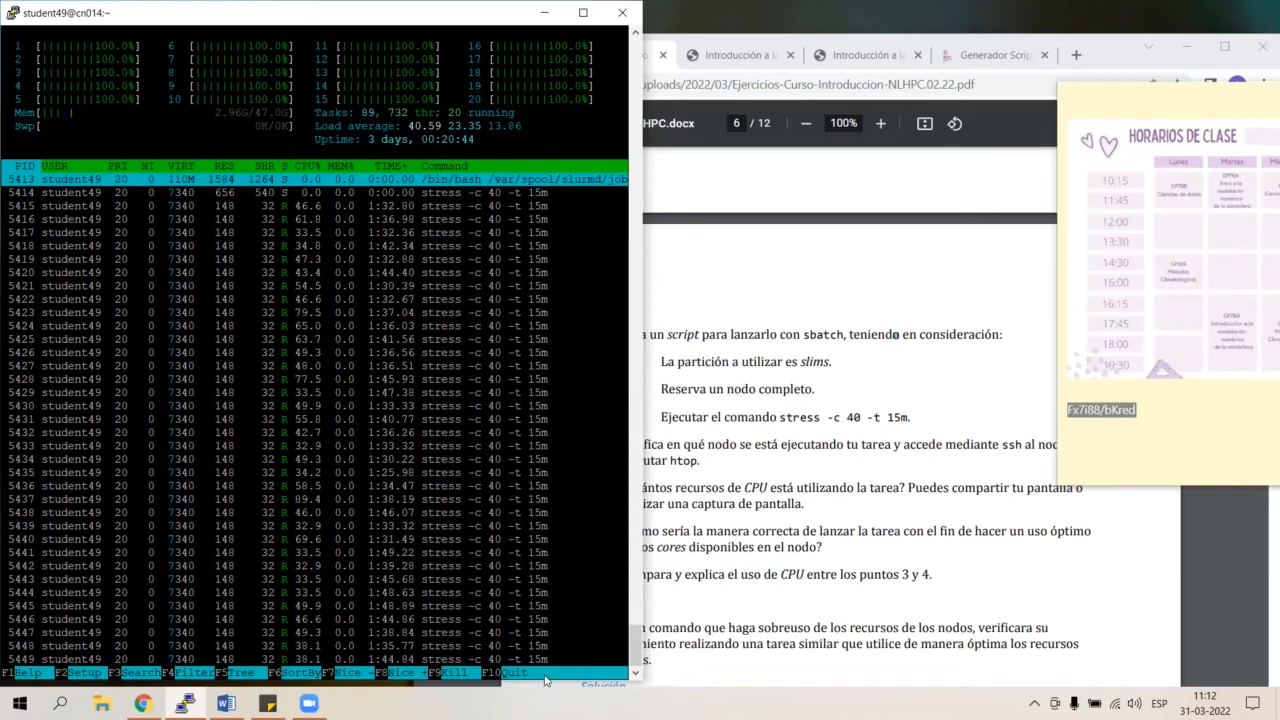 student49@cn014:~
1 [||||||||100.0%] 6 [||||||||100.0%] 11 [||||||||100.0%] 16 [||||||||100.0%]
2 [||||||||100.0%] 7 [||||||||100.0%] 12 [||||||||100.0%] 17 [||||||||100.0%]
3 [||||||||100.0%] 8 [||||||||100.0%] 13 [||||||||100.0%] 18 [||||||||100.0%]
4 [||||||||100.0%] 9 [||||||||100.0%] 14 [||||||||100.0%] 19 [||||||||100.0%]
5 [||||||||100.0%] 10 [||||||||100.0%] 15 [||||||||100.0%] 20 [||||||||100.0%]
Mem[||||| 2.96G/47.0G] Tasks: 89, 732 thr; 20 running
Swp[ 0K/0K] Load average: 40.59 23.35 13.86
Uptime: 3 days, 00:20:44
PID USER PRI NI VIRT RES SHR S CPU% MEM% TIME+ Command
5413 student49 20 0 110M 1584 1264 S 0.0 0.0 0:00.00 /bin/bash /var/spool/slurmd/job
5414 student49 20 0 7340 656 540 S 0.0 0.0 0:00.00 stress -c 40 -t 15m
5415 student49 20 0 7340 148 32 R 46.6 0.0 1:32.80 stress -c 40 -t 15m
5416 student49 20 0 7340 148 32 R 61.8 0.0 1:36.98 stress -c 40 -t 15m
5417 student49 20 0 7340 148 32 R 33.5 0.0 1:32.36 stress -c 40 -t 15m
5418 student49 20 0 7340 148 32 R 34.8 0.0 1:42.34 stress -c 40 -t 15m
5419 student49 20 0 7340 148 32 R 47.3 0.0 1:32.88 stress -c 40 -t 15m
5420 student49 20 0 7340 148 32 R 43.4 0.0 1:44.40 stress -c 40 -t 15m
5421 student49 20 0 7340 148 32 R 54.5 0.0 1:30.39 stress -c 40 -t 15m
5422 student49 20 0 7340 148 32 R 46.6 0.0 1:32.67 stress -c 40 -t 15m
5423 student49 20 0 7340 148 32 R 79.5 0.0 1:37.04 stress -c 40 -t 15m
5424 student49 20 0 7340 148 32 R 65.0 0.0 1:36.03 stress -c 40 -t 15m
5425 student49 20 0 7340 148 32 R 63.7 0.0 1:41.56 stress -c 40 -t 15m
5426 student49 20 0 7340 148 32 R 49.3 0.0 1:36.56 stress -c 40 -t 15m
5427 student49 20 0 7340 148 32 R 48.0 0.0 1:36.51 stress -c 40 -t 15m
5428 student49 20 0 7340 148 32 R 77.5 0.0 1:45.93 stress -c 40 -t 15m
5429 student49 20 0 7340 148 32 R 33.5 0.0 1:47.38 stress -c 40 -t 15m
5430 student49 20 0 7340 148 32 R 49.9 0.0 1:33.33 stress -c 40 -t 15m
5431 student49 20 0 7340 148 32 R 55.8 0.0 1:40.77 stress -c 40 -t 15m
5432 student49 20 0 7340 148 32 R 42.7 0.0 1:36.26 stress -c 40 -t 15m
5433 student49 20 0 7340 148 32 R 32.9 0.0 1:33.32 stress -c 40 -t 15m
5434 student49 20 0 7340 148 32 R 49.3 0.0 1:30.22 stress -c 40 -t 15m
5435 student49 20 0 7340 148 32 R 34.2 0.0 1:25.98 stress -c 40 -t 15m
5436 student49 20 0 7340 148 32 R 58.5 0.0 1:34.47 stress -c 40 -t 15m
5437 student49 20 0 7340 148 32 R 89.4 0.0 1:38.19 stress -c 40 -t 15m
5438 student49 20 0 7340 148 32 R 46.0 0.0 1:46.07 stress -c 40 -t 15m
5439 student49 20 0 7340 148 32 R 32.9 0.0 1:33.32 stress -c 40 -t 15m
5440 student49 20 0 7340 148 32 R 69.6 0.0 1:31.49 stress -c 40 -t 15m
5441 student49 20 0 7340 148 32 R 33.5 0.0 1:49.22 stress -c 40 -t 15m
5442 student49 20 0 7340 148 32 R 32.9 0.0 1:39.28 stress -c 40 -t 15m
5443 student49 20 0 7340 148 32 R 33.5 0.0 1:45.68 stress -c 40 -t 15m
5444 student49 20 0 7340 148 32 R 33.5 0.0 1:48.63 stress -c 40 -t 15m
5445 student49 20 0 7340 148 32 R 49.9 0.0 1:48.89 stress -c 40 -t 15m
5446 student49 20 0 7340 148 32 R 46.6 0.0 1:44.86 stress -c 40 -t 15m
5447 student49 20 0 7340 148 32 R 49.3 0.0 1:38.84 stress -c 40 -t 15m
5448 student49 20 0 7340 148 32 R 38.1 0.0 1:35.77 stress -c 40 -t 15m
5449 student49 20 0 7340 148 32 R 38.1 0.0 1:44.84 stress -c 40 -t 15m
F1Help F2Setup F3Search F4Filter F5Tree F6SortBy F7Nice - F8Nice + F9Kill F10Quit
Introducción a la Introducción a la Generador Scrip
uploads/2022/03/Ejercicios-Curso-Introduccion-NLHPC.02.22.pdf
HPC.docx 6 / 12 100%
a un script para lanzarlo con sbatch, teniendo en consideración:
La partición a utilizar es slims.
Reserva un nodo completo.
Ejecutar el comando stress -c 40 -t 15m.
fica en qué nodo se está ejecutando tu tarea y accede mediante ssh al nod
utar htop.
ántos recursos de CPU está utilizando la tarea? Puedes compartir tu pantalla o
izar una captura de pantalla.
mo sería la manera correcta de lanzar la tarea con el fin de hacer un uso óptimo
os cores disponibles en el nodo?
mpara y explica el uso de CPU entre los puntos 3 y 4.
n comando que haga sobreuso de los recursos de los nodos, verificara su
miento realizando una tarea similar que utilice de manera óptima los recursos
s.
Solución
HORARIOS DE CLASE
Lunes Martes Mi
10:15
11:45
12:00
13:30
14:30
16:00
16:15
18:00
19:30
Fx7i88/bKred
ESP
11:12
31-03-2022